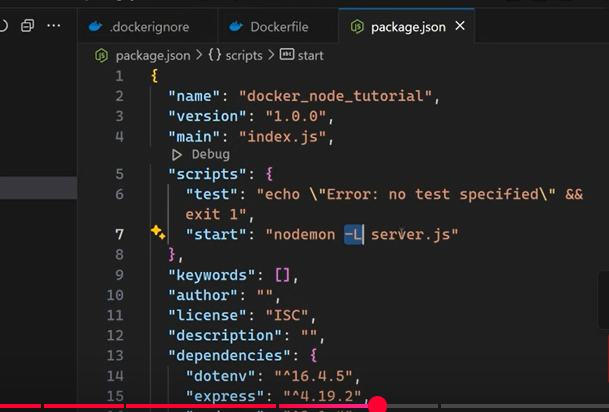 .dockerignore
Dockerfile
package.json
package.json > {} scripts > abc start
1 {
2 "name": "docker_node_tutorial",
3 "version": "1.0.0",
4 "main": "index.js",
Debug
5 "scripts": {
6 "test": "echo \"Error: no test specified\" &&
exit 1",
7 "start": "nodemon -L server.js"
8 },
9 "keywords": [],
10 "author": "",
11 "license": "ISC",
12 "description": "",
13 "dependencies": {
14 "dotenv": "^16.4.5",
15 "express": "^4.19.2",